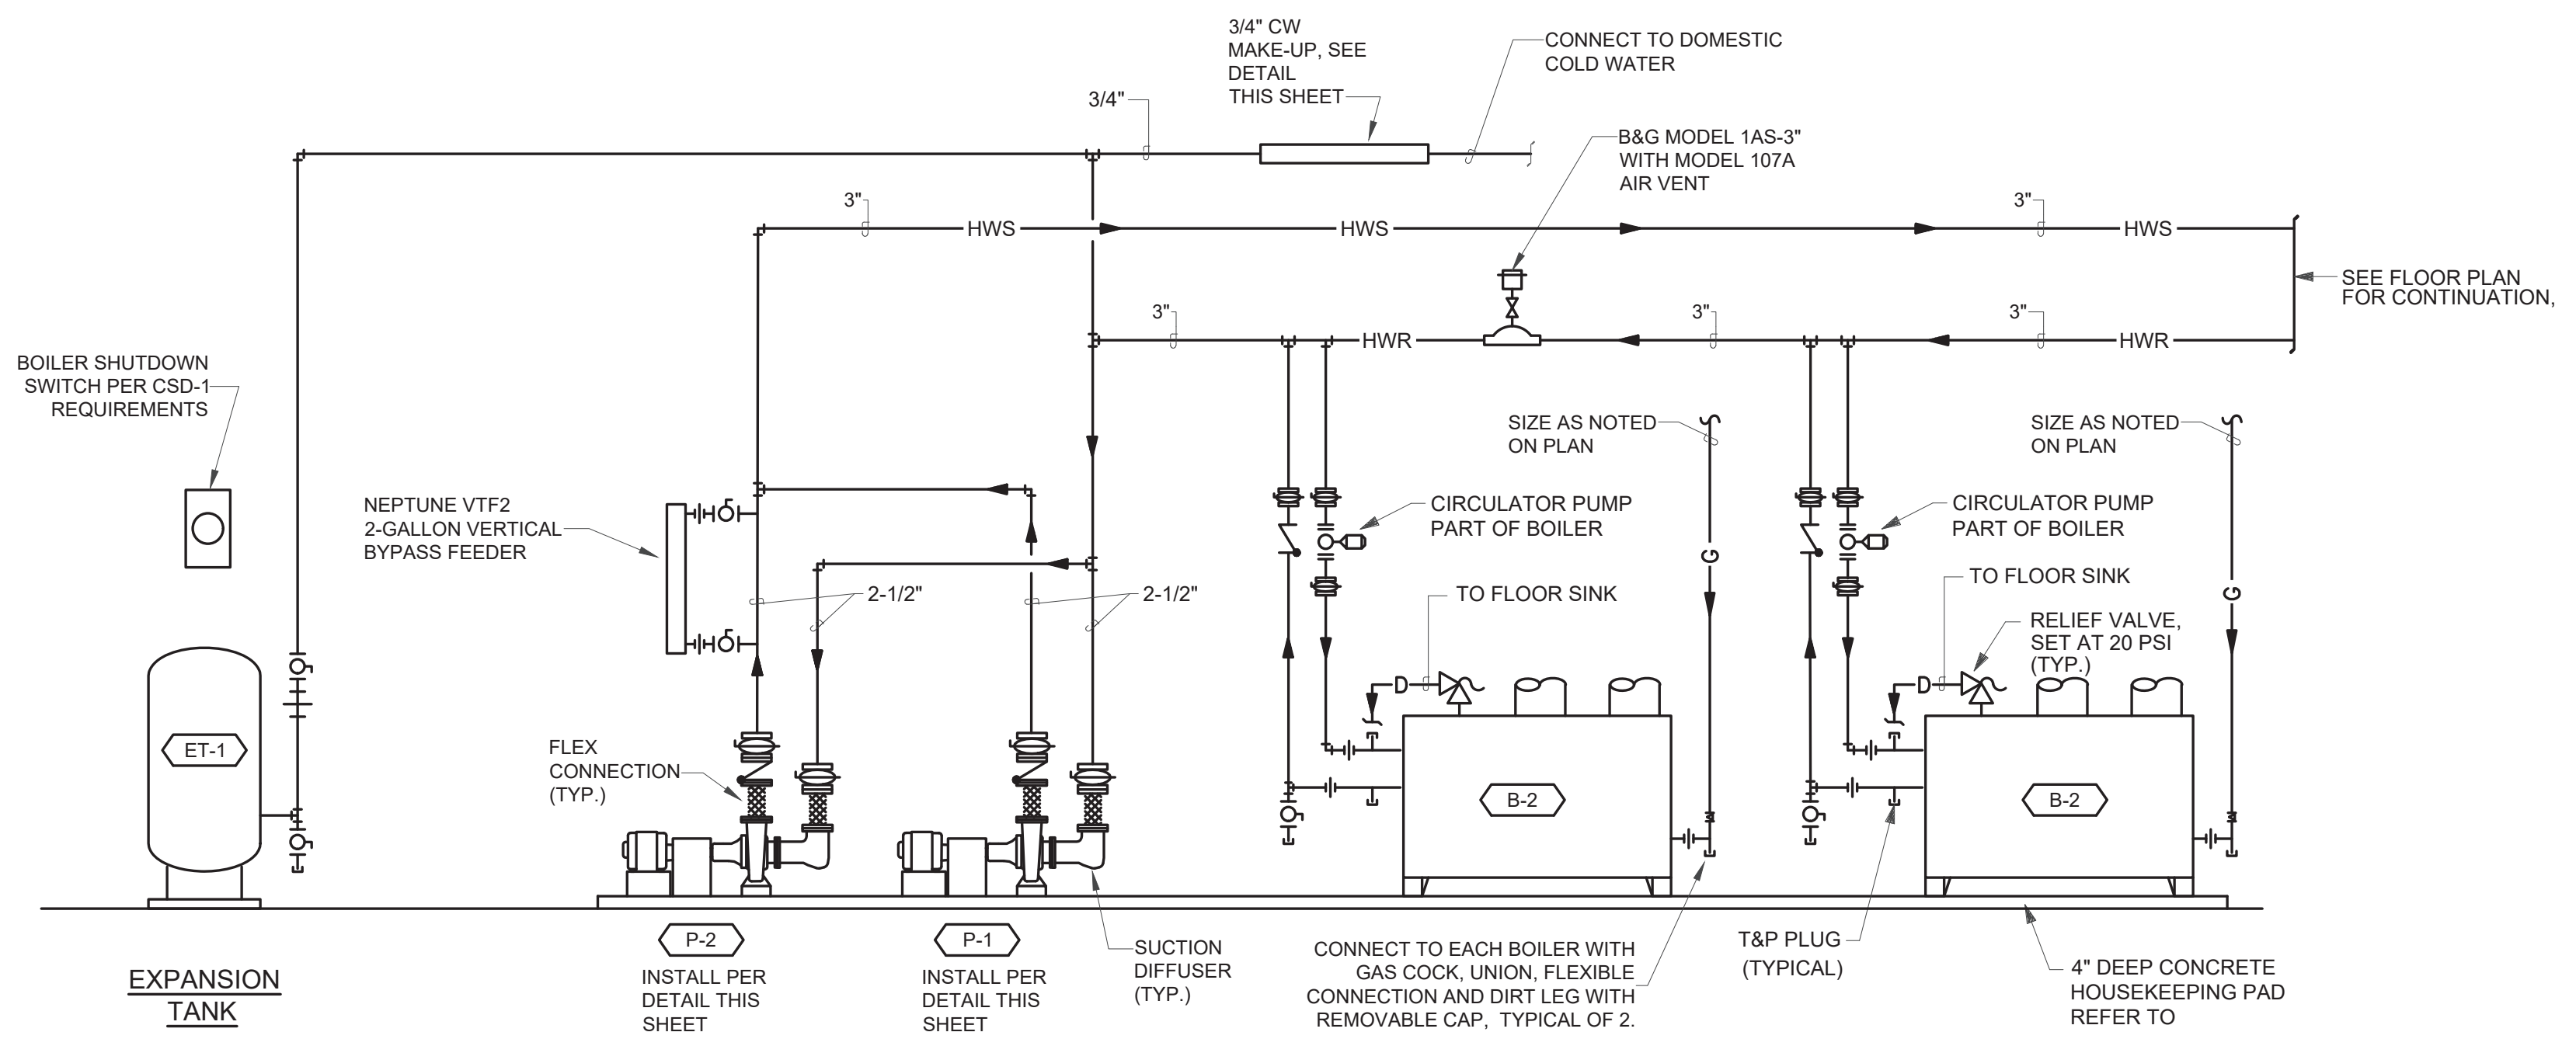 3/4" CW
MAKE-UP, SEE
DETAIL
THIS SHEET
CONNECT TO DOMESTIC
COLD WATER
3/4"
B&G MODEL 1AS-3"
WITH MODEL 107A
AIR VENT
3"
HWS
HWS
3"
HWS
SEE FLOOR PLAN
FOR CONTINUATION,
3"
HWR
3"
3"
HWR
BOILER SHUTDOWN
SWITCH PER CSD-1
REQUIREMENTS
SIZE AS NOTED
ON PLAN
SIZE AS NOTED
ON PLAN
NEPTUNE VTF2
2-GALLON VERTICAL
BYPASS FEEDER
CIRCULATOR PUMP
PART OF BOILER
CIRCULATOR PUMP
PART OF BOILER
G
G
2-1/2"
2-1/2"
TO FLOOR SINK
TO FLOOR SINK
RELIEF VALVE,
SET AT 20 PSI
(TYP.)
D
D
ET-1
FLEX
CONNECTION
(TYP.)
B-2
B-2
P-2
INSTALL PER
DETAIL THIS
SHEET
P-1
INSTALL PER
DETAIL THIS
SHEET
SUCTION
DIFFUSER
(TYP.)
CONNECT TO EACH BOILER WITH
GAS COCK, UNION, FLEXIBLE
CONNECTION AND DIRT LEG WITH
REMOVABLE CAP, TYPICAL OF 2.
T&P PLUG
(TYPICAL)
4" DEEP CONCRETE
HOUSEKEEPING PAD
REFER TO
EXPANSION
TANK